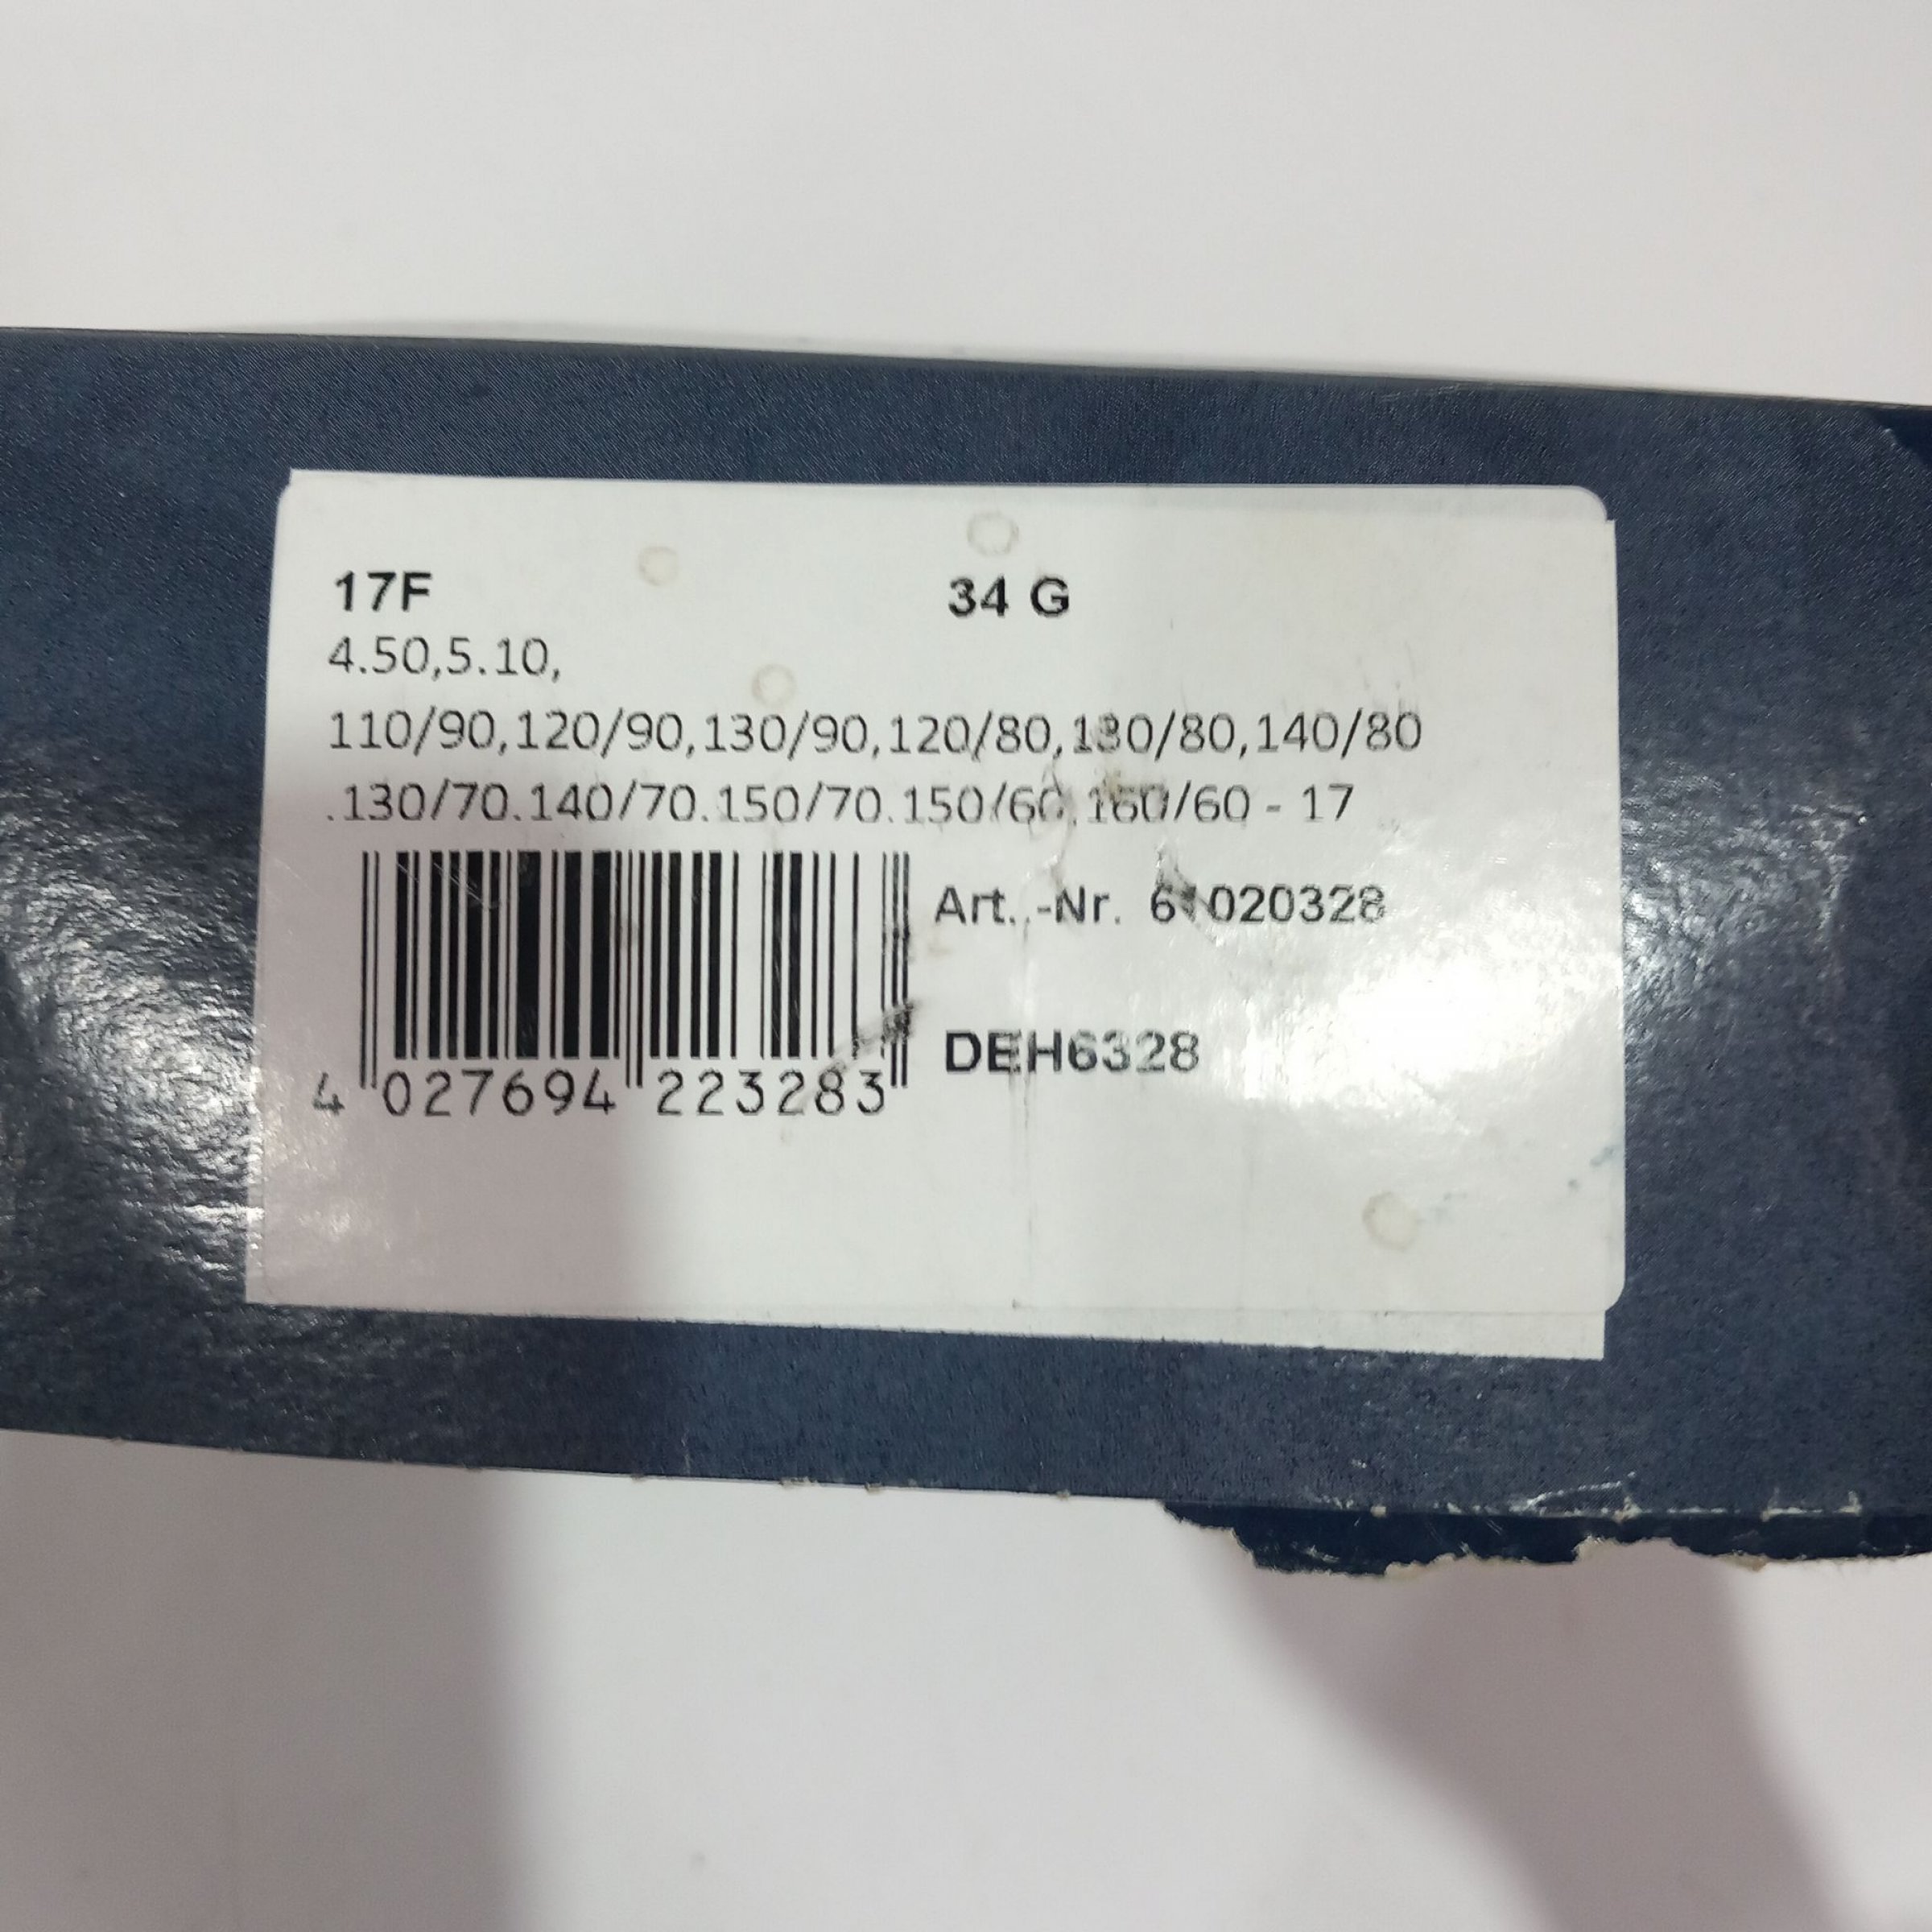 17F 34 G
4.50,5.10,
110/90,120/90,130/90,120/80,130/80,140/80
.130/70.140/70.150/70.150/60.160/60 - 17
Art..-Nr. 61020328
DEH6328
4 027694 223283